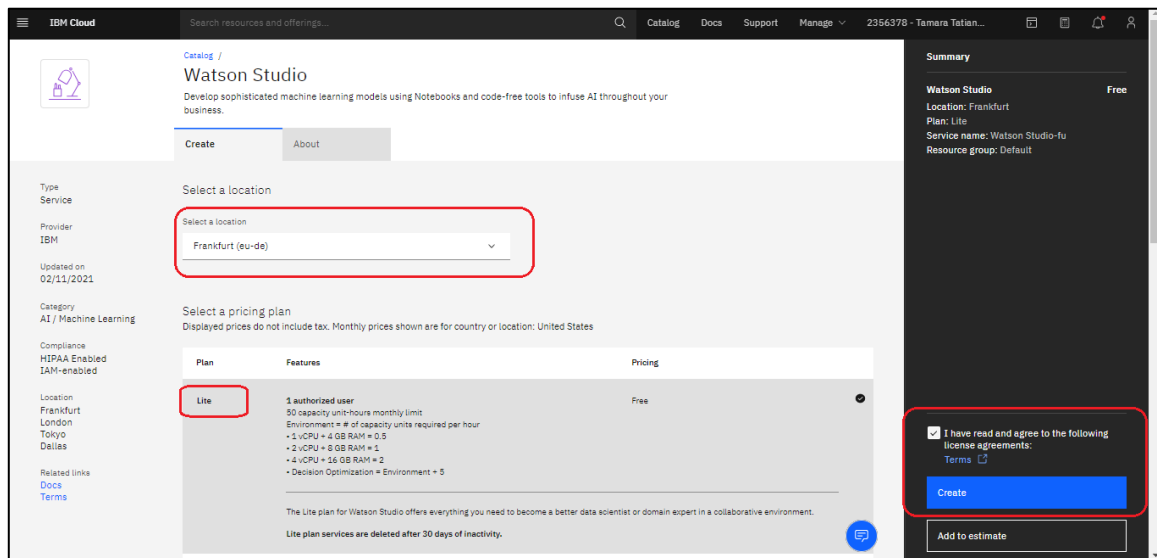 IBM Cloud
Search resources and offerings...
Catalog
Docs
Support
Manage
2356378 - Tamara Tatian...
Catalog /
Watson Studio
Develop sophisticated machine learning models using Notebooks and code-free tools to infuse AI throughout your
business.
Create
About
Type
Service
Provider
IBM
Updated on
02/11/2021
Category
AI / Machine Learning
Compliance
HIPAA Enabled
IAM-enabled
Location
Frankfurt
London
Tokyo
Dallas
Related links
Docs
Terms
Select a location
Select a location
Frankfurt (eu-de)
Select a pricing plan
Displayed prices do not include tax. Monthly prices shown are for country or location: United States
Plan
Features
Pricing
Lite
1 authorized user
50 capacity unit-hours monthly limit
Environment = # of capacity units required per hour
• 1 vCPU + 4 GB RAM = 0.5
• 2 vCPU + 8 GB RAM = 1
• 4 vCPU + 16 GB RAM = 2
• Decision Optimization = Environment + 5
Free
The Lite plan for Watson Studio offers everything you need to become a better data scientist or domain expert in a collaborative environment.
Lite plan services are deleted after 30 days of inactivity.
Summary
Watson Studio Free
Location: Frankfurt
Plan: Lite
Service name: Watson Studio-fu
Resource group: Default
I have read and agree to the following
license agreements:
Terms
Create
Add to estimate